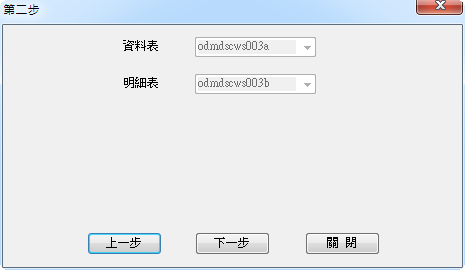 第二步
資料表 odmdscws003a
明細表 odmdscws003b
上一步 下一步 關 閉